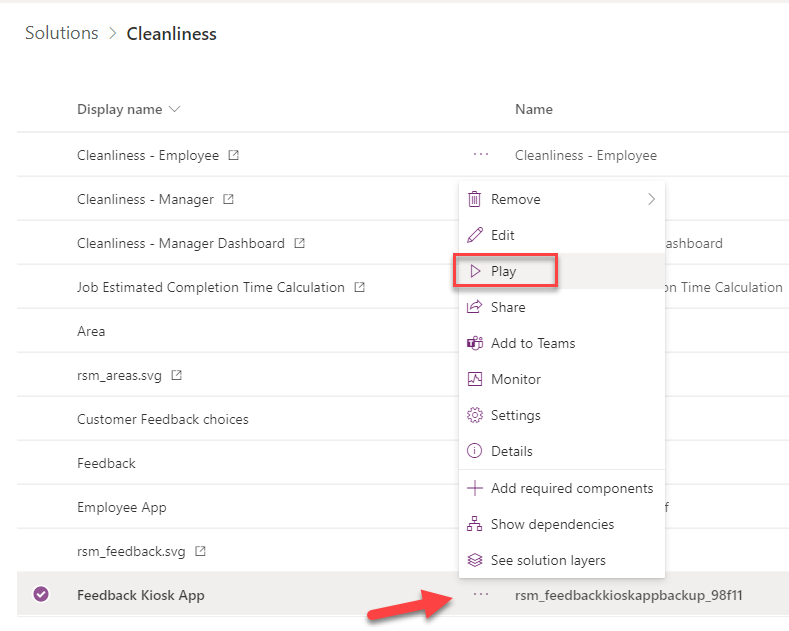 Solutions > Cleanliness
Display name Name
Cleanliness - Employee ··· Cleanliness - Employee
Cleanliness - Manager
Remove
Edit
Cleanliness - Manager Dashboard ashboard
Play
Job Estimated Completion Time Calculation on Time Calculation
Share
Area
Add to Teams
rsm_areas.svg
Monitor
Customer Feedback choices
Settings
Feedback
Details
Add required components
Employee App f
Show dependencies
rsm_feedback.svg
See solution layers
Feedback Kiosk App ··· rsm_feedbackkioskappbackup_98f11